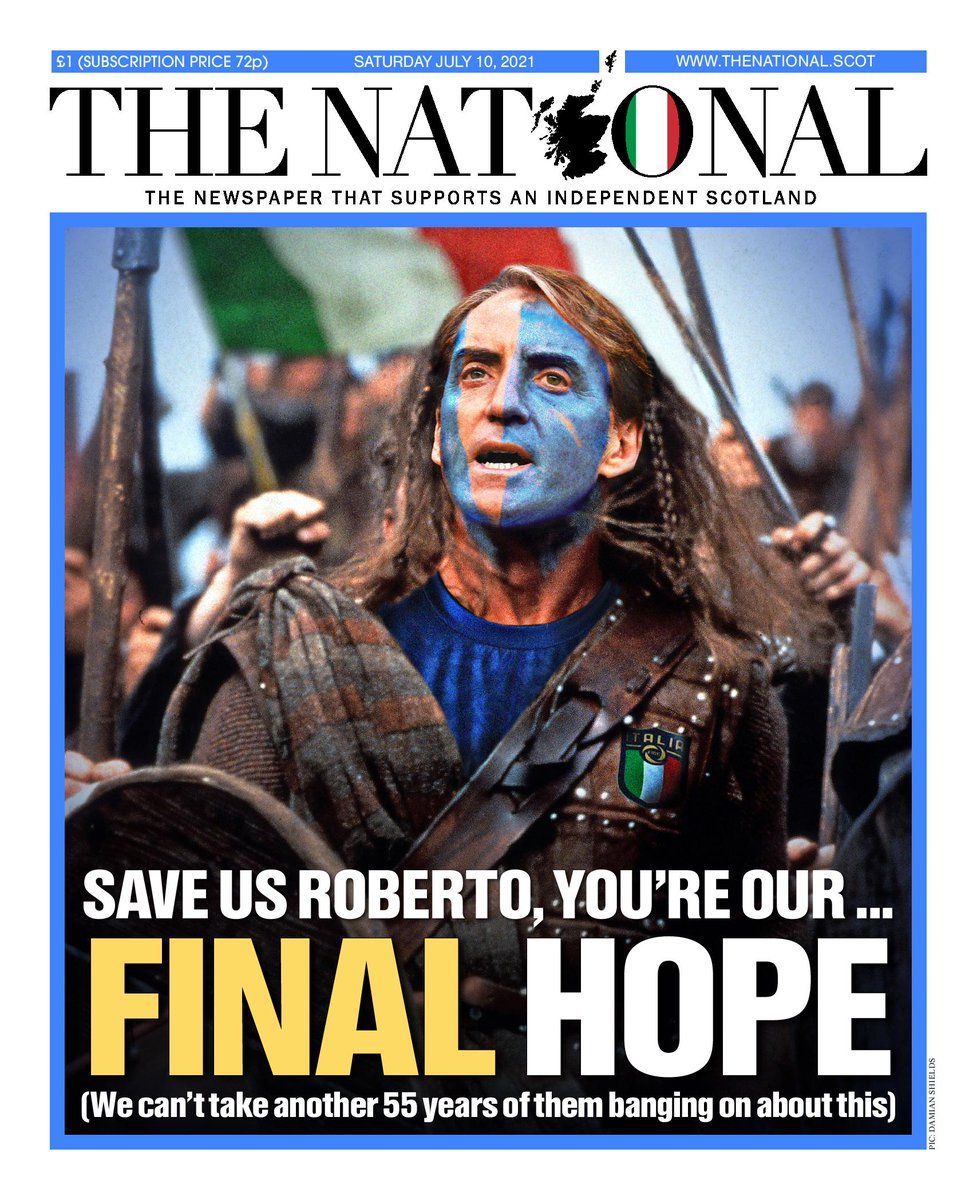 £1 (SUBSCRIPTION PRICE 72p) SATURDAY JULY 10, 2021 WWW.THENATIONAL.SCOT
THE NATIONAL
THE NEWSPAPER THAT SUPPORTS AN INDEPENDENT SCOTLAND
ITALIA
SAVE US ROBERTO, YOU'RE OUR ...
FINAL HOPE
(We can't take another 55 years of them banging on about this)
PIC: DAMIAN SHIELDS